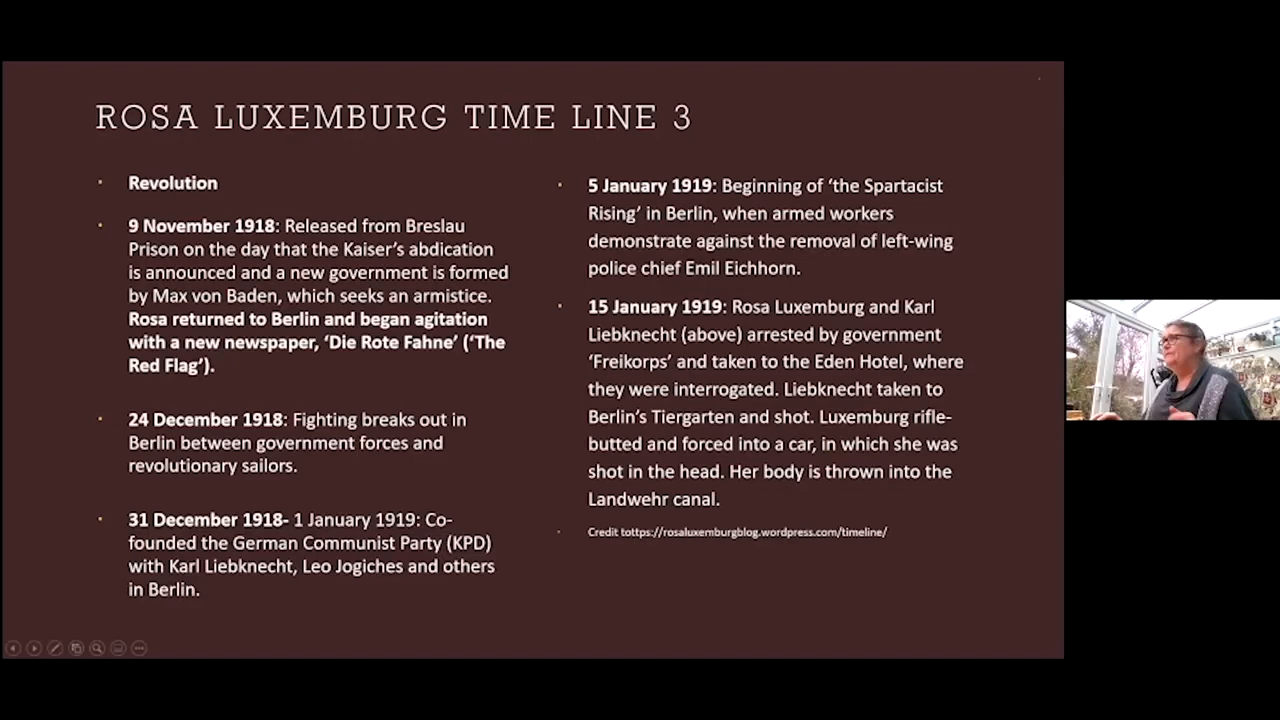 ROSA LUXEMBURG TIME LINE 3
Revolution
9 November 1918: Released from Breslau
Prison on the day that the Kaiser’s abdication
is announced and a new government is formed
by Max von Baden, which seeks an armistice.
Rosa returned to Berlin and began agitation
with a new newspaper, ‘Die Rote Fahne’ (‘The
Red Flag’).
24 December 1918: Fighting breaks out in
Berlin between government forces and
revolutionary sailors.
31 December 1918- 1 January 1919: Co-
founded the German Communist Party (KPD)
with Karl Liebknecht, Leo Jogiches and others
in Berlin.
5 January 1919: Beginning of ‘the Spartacist
Rising’ in Berlin, when armed workers
demonstrate against the removal of left-wing
police chief Emil Eichhorn.
15 January 1919: Rosa Luxemburg and Karl
Liebknecht (above) arrested by government
‘Freikorps’ and taken to the Eden Hotel, where
they were interrogated. Liebknecht taken to
Berlin’s Tiergarten and shot. Luxemburg rifle-
butted and forced into a car, in which she was
shot in the head. Her body is thrown into the
Landwehr canal.
Credit tottps://rosaluxemburgblog.wordpress.com/timeline/